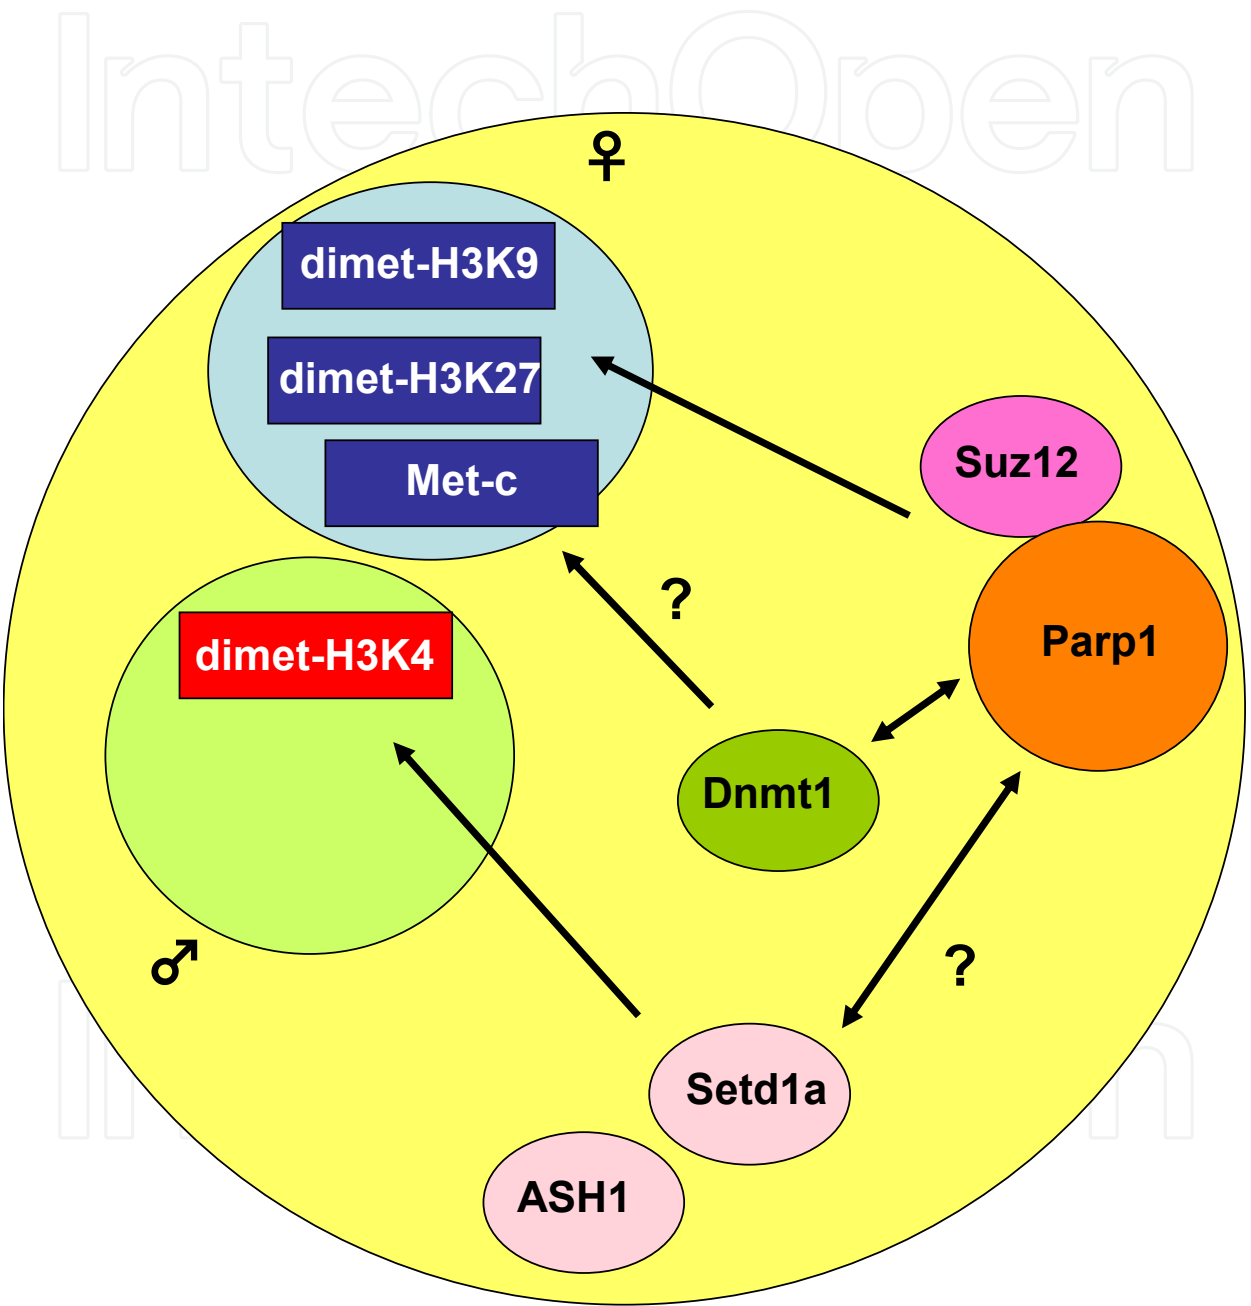 IntechOpen
♀
dimet-H3K9
dimet-H3K27
Met-c
Suz12
?
dimet-H3K4
Parp1
Dnmt1
♂
?
Setd1a
ASH1